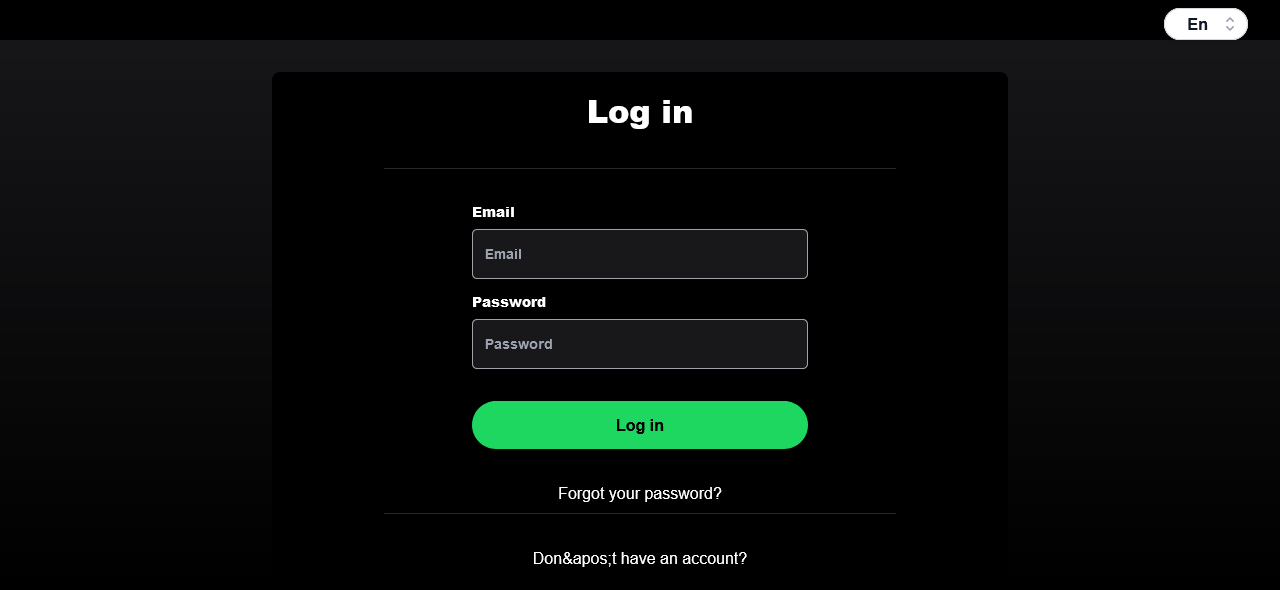 En
Log in
Email
Email
Password
Password
Log in
Forgot your password?
Don&apos;t have an account?